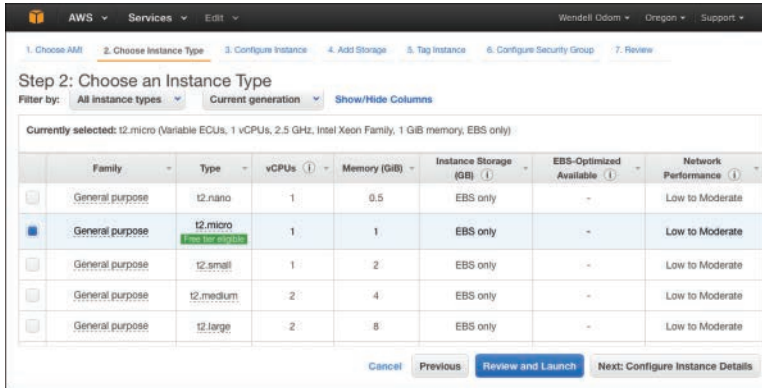 AWS Services Edit Wendell Odom Oregon Support
1. Choose AMI 2. Choose Instance Type 3. Configure Instance 4. Add Storage 5. Tag Instance 6. Configure Security Group 7. Review
Step 2: Choose an Instance Type
Filter by: All instance types Current generation Show/Hide Columns
Currently selected: t2.micro (Variable ECUs, 1 vCPUs, 2.5 GHz, Intel Xeon Family, 1 GiB memory, EBS only)
Family Type vCPUs Memory (GiB) Instance Storage (GB) EBS-Optimized Available Network Performance
General purpose t2.nano 1 0.5 EBS only - Low to Moderate
General purpose t2.micro Free tier eligible 1 1 EBS only - Low to Moderate
General purpose t2.small 1 2 EBS only - Low to Moderate
General purpose t2.medium 2 4 EBS only - Low to Moderate
General purpose t2.large 2 8 EBS only - Low to Moderate
Cancel Previous Review and Launch Next: Configure Instance Details